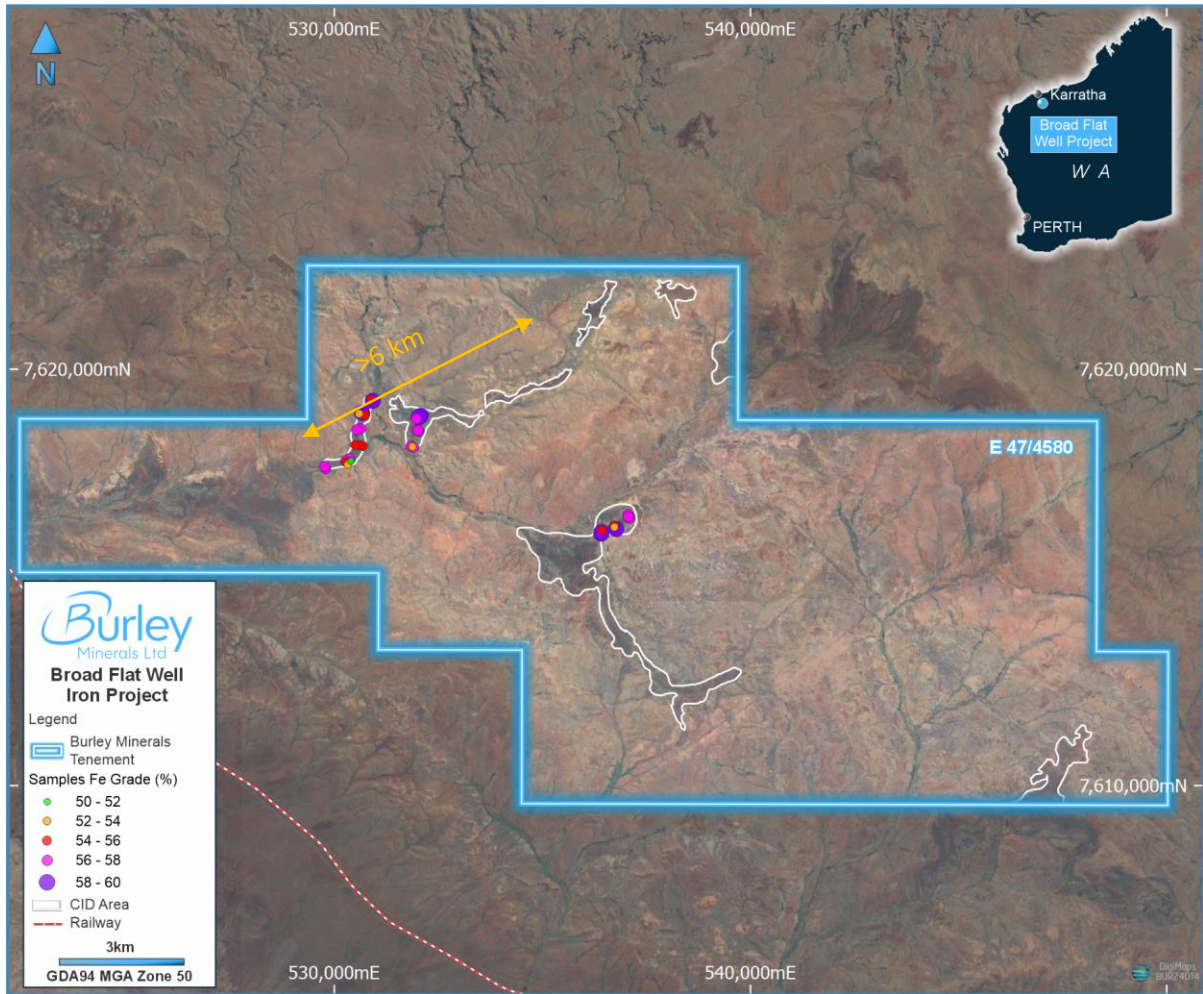 530,000mE
540,000mE
N
Karratha
Broad Flat
Well Project
W A
PERTH
7,620,000mN
7,620,000mN
>6 km
E 47/4580
Burley
Minerals Ltd
Broad Flat Well
Iron Project
Legend
Burley Minerals
Tenement
Samples Fe Grade (%)
50 - 52
52 - 54
54 - 56
56 - 58
58 - 60
CID Area
Railway
3km
GDA94 MGA Zone 50
7,610,000mN
530,000mE
540,000mE
DigiMaps
BUR24014